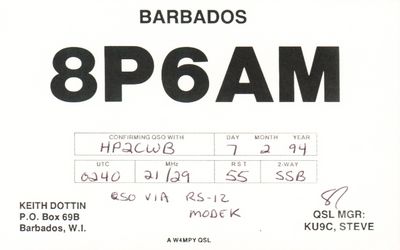 BARBADOS
8P6AM
CONFIRMING QSO WITH DAY MONTH YEAR
HP2CWB 7 2 94
UTC MHz RST 2-WAY
0240 21/29 55 SSB
QSO VIA RS-12
MODEK
KEITH DOTTIN
P.O. Box 69B
Barbados, W.I.
QSL MGR:
KU9C, STEVE
A W4MPY QSL